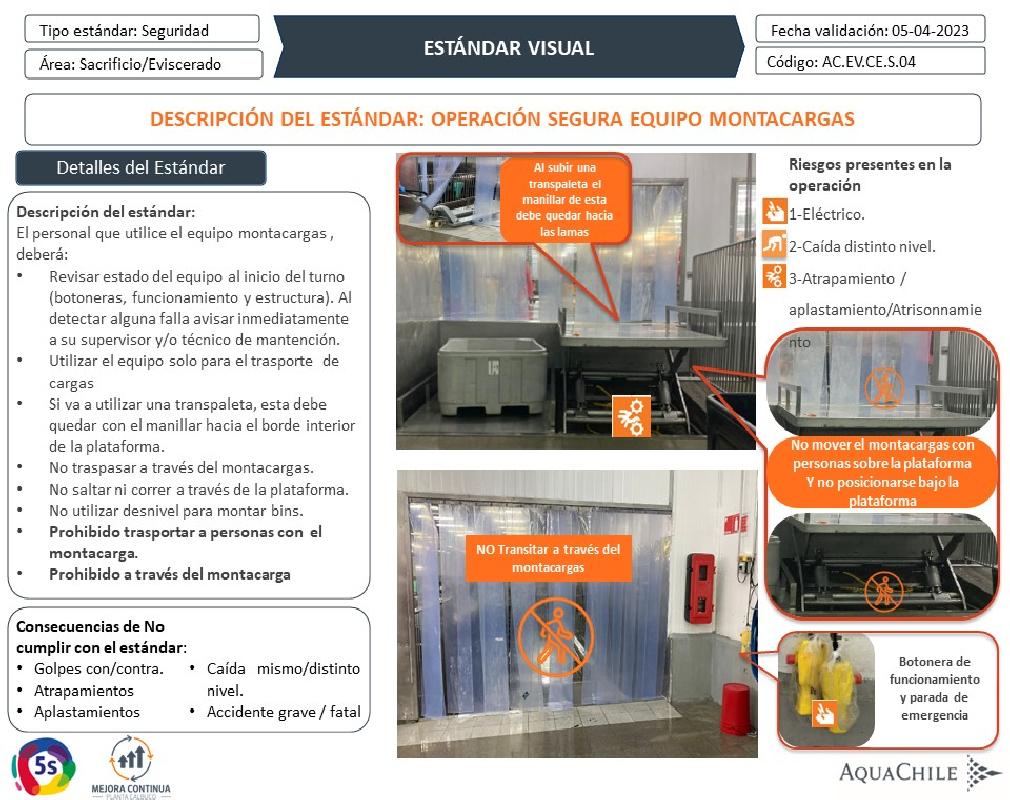 Tipo estándar: Seguridad
Área: Sacrificio/Eviscerado
ESTÁNDAR VISUAL
Fecha validación: 05-04-2023
Código: AC.EV.CE.S.04
DESCRIPCIÓN DEL ESTÁNDAR: OPERACIÓN SEGURA EQUIPO MONTACARGAS
Detalles del Estándar
Descripción del estándar:
El personal que utilice el equipo montacargas ,
deberá:
• Revisar estado del equipo al inicio del turno
(botoneras, funcionamiento y estructura). Al
detectar alguna falla avisar inmediatamente
a su supervisor y/o técnico de mantención.
• Utilizar el equipo solo para el trasporte de
cargas
• Si va a utilizar una transpaleta, esta debe
quedar con el manillar hacia el borde interior
de la plataforma.
• No traspasar a través del montacargas.
• No saltar ni correr a través de la plataforma.
• No utilizar desnivel para montar bins.
• Prohibido trasportar a personas con el
montacarga.
• Prohibido a través del montacarga
Consecuencias de No
cumplir con el estándar:
• Golpes con/contra.
• Atrapamientos
• Aplastamientos
• Caída mismo/distinto
nivel.
• Accidente grave / fatal
Al subir una
transpaleta el
manillar de esta
debe quedar hacia
las lamas
NO Transitar a través del
montacargas
Riesgos presentes en la
operación
1-Eléctrico.
2-Caída distinto nivel.
3-Atrapamiento /
aplastamiento/Atrisonnamie
nto
No mover el montacargas con
personas sobre la plataforma
Y no posicionarse bajo la
plataforma
Botonera de
funcionamiento
y parada de
emergencia
5s
MEJORA CONTINUA
PLANTA CALBUCO
AQUACHILE